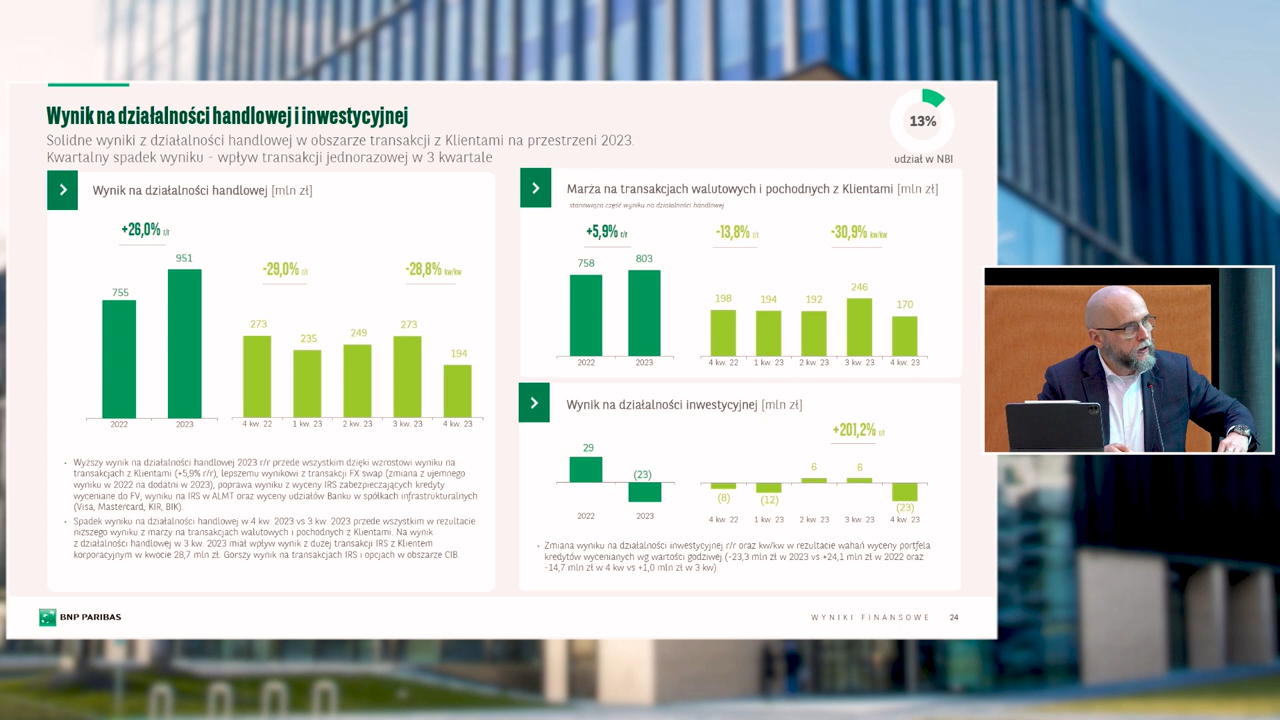 Wynik na działalności handlowej i inwestycyjnej
Solidne wyniki z działalności handlowej w obszarze transakcji z Klientami na przestrzeni 2023.
Kwartalny spadek wyniku - wpływ transakcji jednorazowej w 3 kwartale
13%
udział w NBI
Wynik na działalności handlowej [mln zł]
+26,0% r/r
-29,0% r/r
-28,8% kw/kw
755
951
273
235
249
273
194
2022
2023
4 kw. 22
1 kw. 23
2 kw. 23
3 kw. 23
4 kw. 23
Wyższy wynik na działalności handlowej 2023 r/r przede wszystkim dzięki wzrostowi wyniku na
transakcjach z Klientami (+5,9% r/r), lepszemu wynikowi z transakcji FX swap (zmiana z ujemnego
wyniku w 2022 na dodatni w 2023), poprawa wyniku z wyceny IRS zabezpieczających kredyty
wyceniane do FV, wyniku na IRS w ALMT oraz wyceny udziałów Banku w spółkach infrastrukturalnych
(Visa, Mastercard, KIR, BIK).
Spadek wyniku na działalności handlowej w 4 kw. 2023 vs 3 kw. 2023 przede wszystkim w rezultacie
niższego wyniku z marży na transakcjach walutowych i pochodnych z Klientami. Na wynik
z działalności handlowej w 3 kw. 2023 miał wpływ wynik z dużej transakcji IRS z Klientem
korporacyjnym w kwocie 28,7 mln zł. Gorszy wynik na transakcjach IRS i opcjach w obszarze CIB.
Marża na transakcjach walutowych i pochodnych z Klientami [mln zł]
stanowiąca część wyniku na działalności handlowej
+5,9% r/r
-13,8% r/r
-30,9% kw/kw
758
803
198
194
192
246
170
2022
2023
4 kw. 22
1 kw. 23
2 kw. 23
3 kw. 23
4 kw. 23
Wynik na działalności inwestycyjnej [mln zł]
+201,2% r/r
29
(23)
(8)
(12)
6
6
(23)
2022
2023
4 kw. 22
1 kw. 23
2 kw. 23
3 kw. 23
4 kw. 23
Zmiana wyniku na działalności inwestycyjnej r/r oraz kw/kw w rezultacie wahań wyceny portfela
kredytów wycenianych wg wartości godziwej (-23,3 mln zł w 2023 vs +24,1 mln zł w 2022 oraz
-14,7 mln zł w 4 kw vs +1,0 mln zł w 3 kw).
BNP PARIBAS
WYNIKI FINANSOWE 24